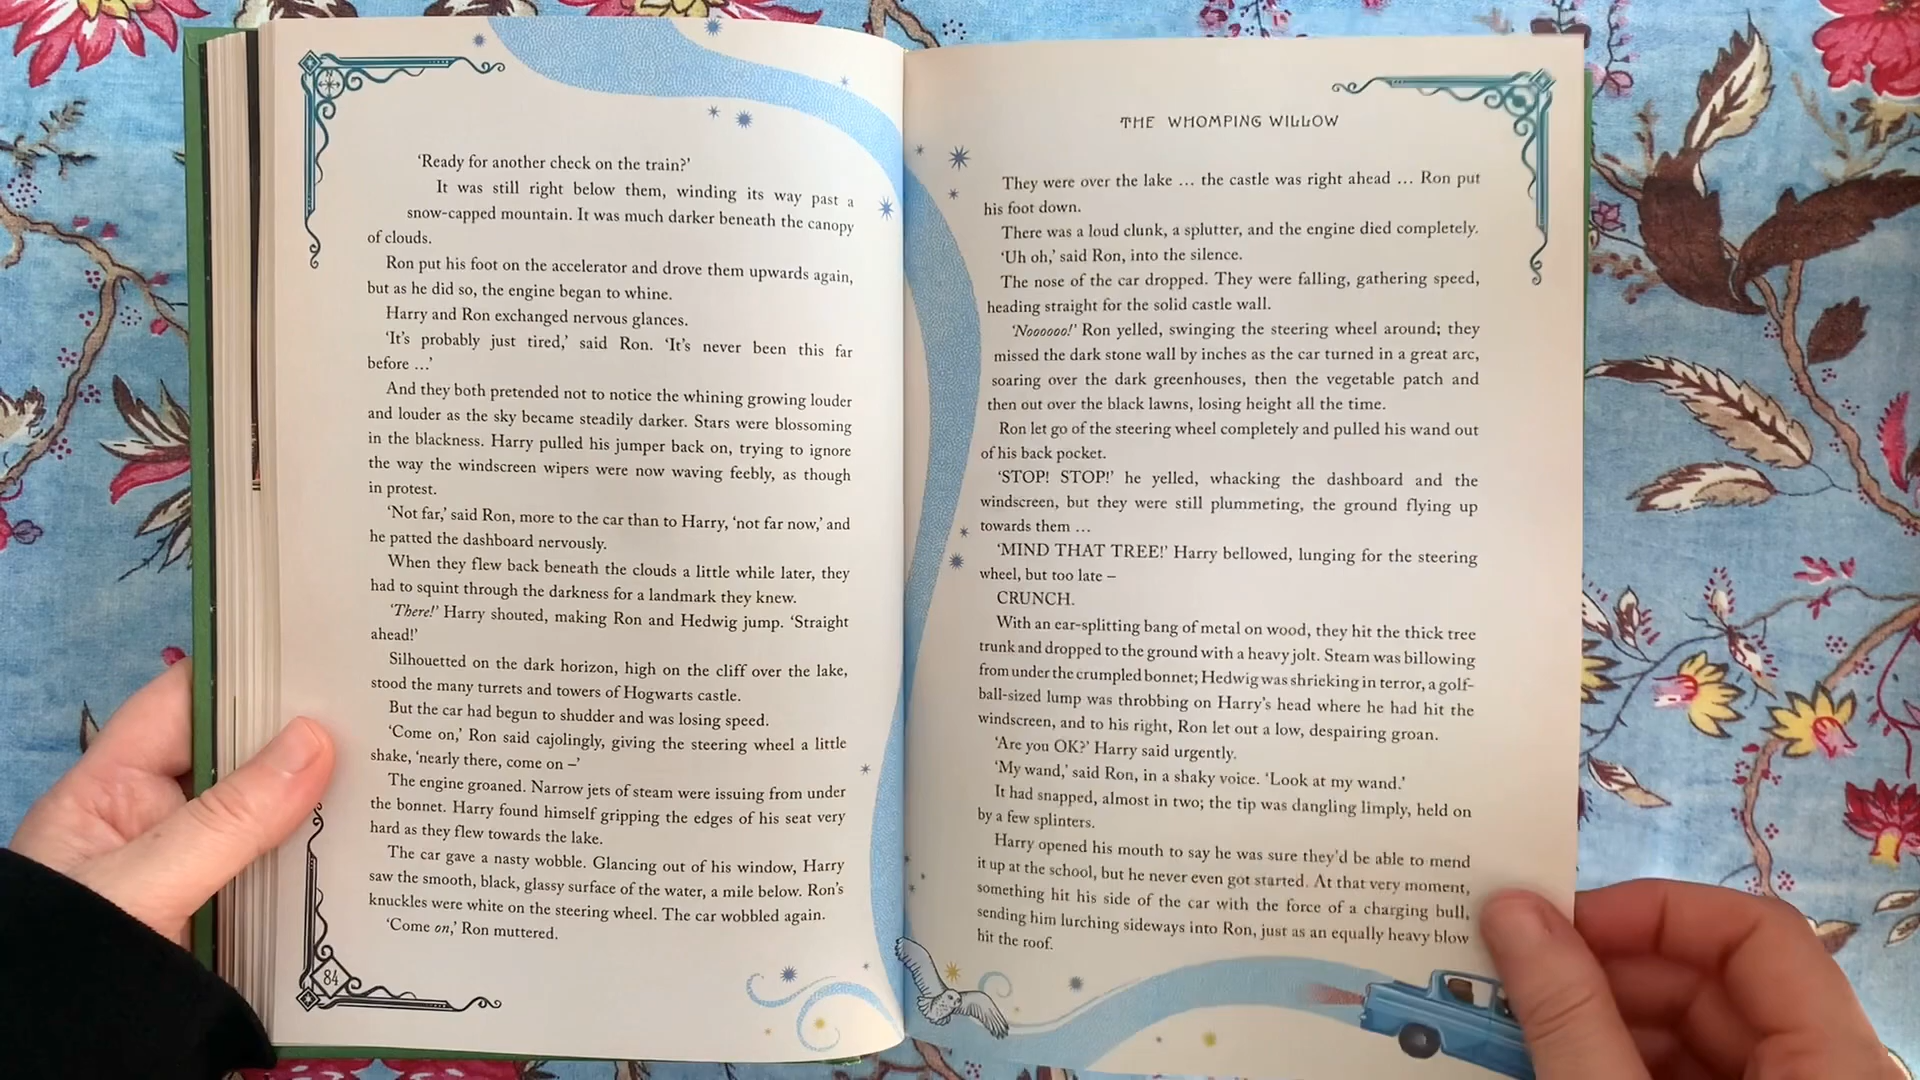 ‘Ready for another check on the train?’
It was still right below them, winding its way past a
snow-capped mountain. It was much darker beneath the canopy
of clouds.
Ron put his foot on the accelerator and drove them upwards again,
but as he did so, the engine began to whine.
Harry and Ron exchanged nervous glances.
‘It’s probably just tired,’ said Ron. ‘It’s never been this far
before …’
And they both pretended not to notice the whining growing louder
and louder as the sky became steadily darker. Stars were blossoming
in the blackness. Harry pulled his jumper back on, trying to ignore
the way the windscreen wipers were now waving feebly, as though
in protest.
‘Not far,’ said Ron, more to the car than to Harry, ‘not far now,’ and
he patted the dashboard nervously.
When they flew back beneath the clouds a little while later, they
had to squint through the darkness for a landmark they knew.
‘There!’ Harry shouted, making Ron and Hedwig jump. ‘Straight
ahead!’
Silhouetted on the dark horizon, high on the cliff over the lake,
stood the many turrets and towers of Hogwarts castle.
But the car had begun to shudder and was losing speed.
‘Come on,’ Ron said cajolingly, giving the steering wheel a little
shake, ‘nearly there, come on –’
The engine groaned. Narrow jets of steam were issuing from under
the bonnet. Harry found himself gripping the edges of his seat very
hard as they flew towards the lake.
The car gave a nasty wobble. Glancing out of his window, Harry
saw the smooth, black, glassy surface of the water, a mile below. Ron’s
knuckles were white on the steering wheel. The car wobbled again.
‘Come on,’ Ron muttered.
84
THE WHOMPING WILLOW
They were over the lake … the castle was right ahead … Ron put
his foot down.
There was a loud clunk, a splutter, and the engine died completely.
‘Uh oh,’ said Ron, into the silence.
The nose of the car dropped. They were falling, gathering speed,
heading straight for the solid castle wall.
‘Noooooo!’ Ron yelled, swinging the steering wheel around; they
missed the dark stone wall by inches as the car turned in a great arc,
soaring over the dark greenhouses, then the vegetable patch and
then out over the black lawns, losing height all the time.
Ron let go of the steering wheel completely and pulled his wand out
of his back pocket.
‘STOP! STOP!’ he yelled, whacking the dashboard and the
windscreen, but they were still plummeting, the ground flying up
towards them …
‘MIND THAT TREE!’ Harry bellowed, lunging for the steering
wheel, but too late –
CRUNCH.
With an ear-splitting bang of metal on wood, they hit the thick tree
trunk and dropped to the ground with a heavy jolt. Steam was billowing
from under the crumpled bonnet; Hedwig was shrieking in terror, a golf-
ball-sized lump was throbbing on Harry’s head where he had hit the
windscreen, and to his right, Ron let out a low, despairing groan.
‘Are you OK?’ Harry said urgently.
‘My wand,’ said Ron, in a shaky voice. ‘Look at my wand.’
It had snapped, almost in two; the tip was dangling limply, held on
by a few splinters.
Harry opened his mouth to say he was sure they’d be able to mend
it up at the school, but he never even got started. At that very moment,
something hit his side of the car with the force of a charging bull,
sending him lurching sideways into Ron, just as an equally heavy blow
hit the roof.